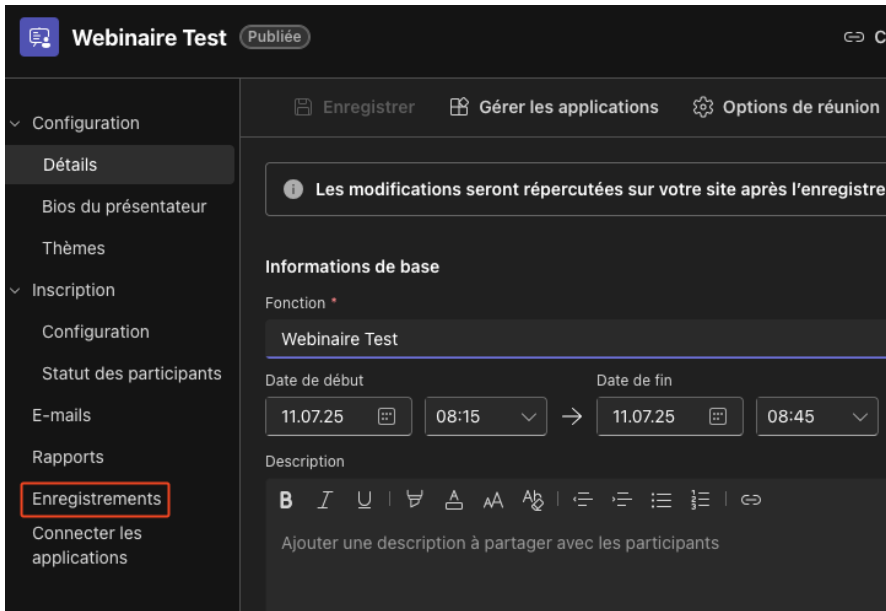 Webinaire Test Publiée
Enregistrer Gérer les applications Options de réunion
Configuration
Détails
Bios du présentateur
Thèmes
Inscription
Configuration
Statut des participants
E-mails
Rapports
Enregistrements
Connecter les
applications
Les modifications seront répercutées sur votre site après l'enregistre
Informations de base
Fonction *
Webinaire Test
Date de début Date de fin
11.07.25 08:15 → 11.07.25 08:45
Description
Ajouter une description à partager avec les participants